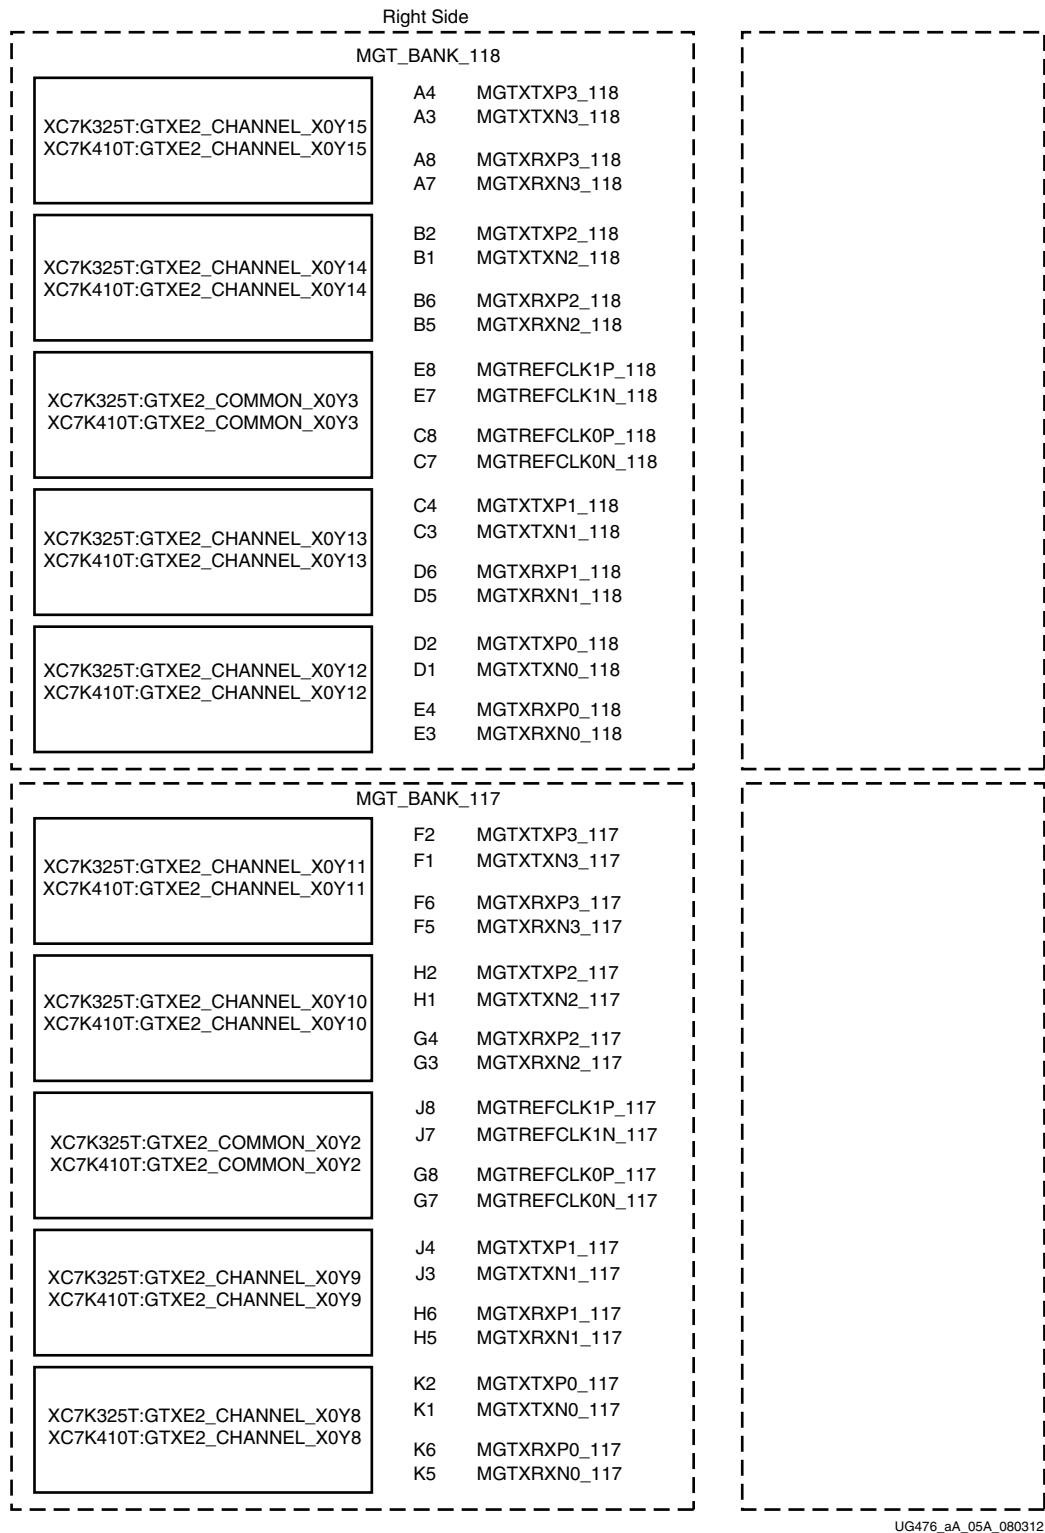 Right Side
MGT_BANK_118
XC7K325T:GTXE2_CHANNEL_X0Y15
XC7K410T:GTXE2_CHANNEL_X0Y15
A4 MGTXTXP3_118
A3 MGTXTXN3_118
A8 MGTXRXP3_118
A7 MGTXRXN3_118
XC7K325T:GTXE2_CHANNEL_X0Y14
XC7K410T:GTXE2_CHANNEL_X0Y14
B2 MGTXTXP2_118
B1 MGTXTXN2_118
B6 MGTXRXP2_118
B5 MGTXRXN2_118
XC7K325T:GTXE2_COMMON_X0Y3
XC7K410T:GTXE2_COMMON_X0Y3
E8 MGTREFCLK1P_118
E7 MGTREFCLK1N_118
C8 MGTREFCLK0P_118
C7 MGTREFCLK0N_118
XC7K325T:GTXE2_CHANNEL_X0Y13
XC7K410T:GTXE2_CHANNEL_X0Y13
C4 MGTXTXP1_118
C3 MGTXTXN1_118
D6 MGTXRXP1_118
D5 MGTXRXN1_118
XC7K325T:GTXE2_CHANNEL_X0Y12
XC7K410T:GTXE2_CHANNEL_X0Y12
D2 MGTXTXP0_118
D1 MGTXTXN0_118
E4 MGTXRXP0_118
E3 MGTXRXN0_118
MGT_BANK_117
XC7K325T:GTXE2_CHANNEL_X0Y11
XC7K410T:GTXE2_CHANNEL_X0Y11
F2 MGTXTXP3_117
F1 MGTXTXN3_117
F6 MGTXRXP3_117
F5 MGTXRXN3_117
XC7K325T:GTXE2_CHANNEL_X0Y10
XC7K410T:GTXE2_CHANNEL_X0Y10
H2 MGTXTXP2_117
H1 MGTXTXN2_117
G4 MGTXRXP2_117
G3 MGTXRXN2_117
XC7K325T:GTXE2_COMMON_X0Y2
XC7K410T:GTXE2_COMMON_X0Y2
J8 MGTREFCLK1P_117
J7 MGTREFCLK1N_117
G8 MGTREFCLK0P_117
G7 MGTREFCLK0N_117
XC7K325T:GTXE2_CHANNEL_X0Y9
XC7K410T:GTXE2_CHANNEL_X0Y9
J4 MGTXTXP1_117
J3 MGTXTXN1_117
H6 MGTXRXP1_117
H5 MGTXRXN1_117
XC7K325T:GTXE2_CHANNEL_X0Y8
XC7K410T:GTXE2_CHANNEL_X0Y8
K2 MGTXTXP0_117
K1 MGTXTXN0_117
K6 MGTXRXP0_117
K5 MGTXRXN0_117
UG476_aA_05A_080312